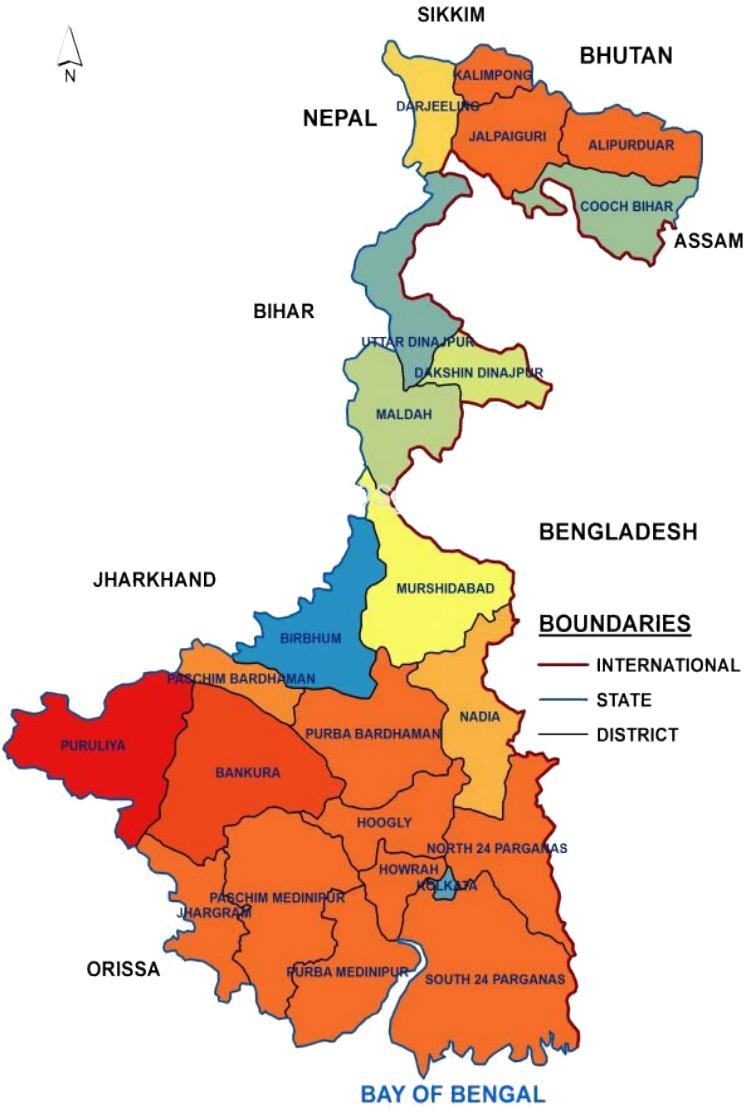 SIKKIM
BHUTAN
N
KALIMPONG
DARJEELING
NEPAL
JALPAIGURI
ALIPURDUAR
COOCH BIHAR
ASSAM
BIHAR
UTTAR DINAJPUR
DAKSHIN DINAJPUR
MALDAH
BENGLADESH
JHARKHAND
MURSHIDABAD
BOUNDARIES
BIRBHUM
INTERNATIONAL
PASCHIM BARDHAMAN
STATE
NADIA
DISTRICT
PURBA BARDHAMAN
PURULIYA
BANKURA
HOOGLY
NORTH 24 PARGANAS
HOWRAH
KOLKATA
PASCHIM MEDINIPUR
JHARGRAM
ORISSA
PURBA MEDINIPUR
SOUTH 24 PARGANAS
BAY OF BENGAL